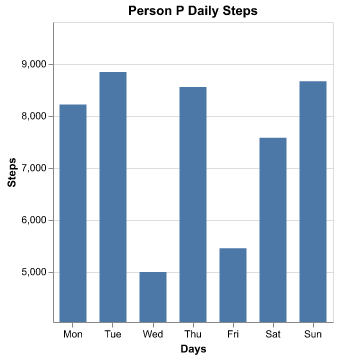 Person P Daily Steps
9,000
8,000
7,000
6,000
5,000
Steps
Mon Tue Wed Thu Fri Sat Sun
Days